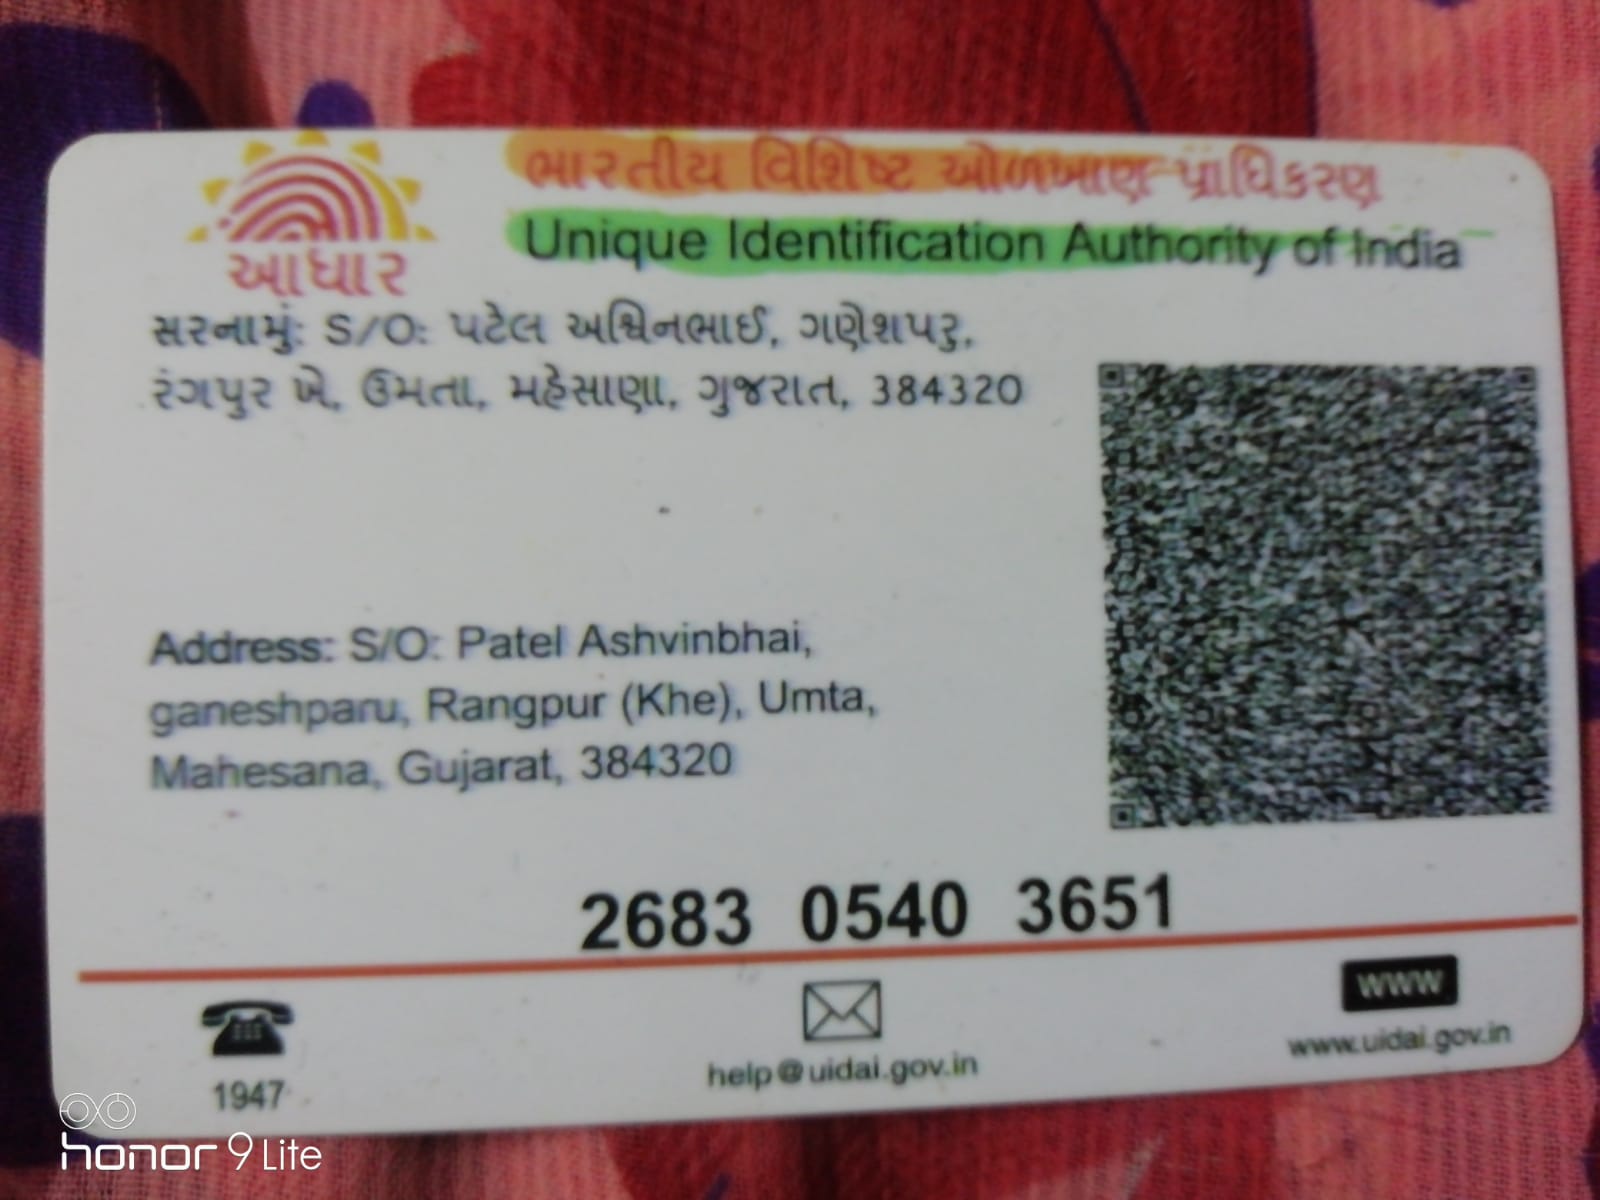 ભારતીય વિશિષ્ટ ઓળખાણ પ્રાધિકરણ
Unique Identification Authority of India
આધાર
સરનામું: S/O: પટેલ અશ્વિનભાઈ, ગણેશપરુ,
રંગપુર ખે, ઉમતા, મહેસાણા, ગુજરાત, 384320
Address: S/O: Patel Ashvinbhai,
ganeshparu, Rangpur (Khe), Umta,
Mahesana, Gujarat, 384320
2683 0540 3651
1947
help@uidai.gov.in
www
www.uidai.gov.in
honor 9 Lite